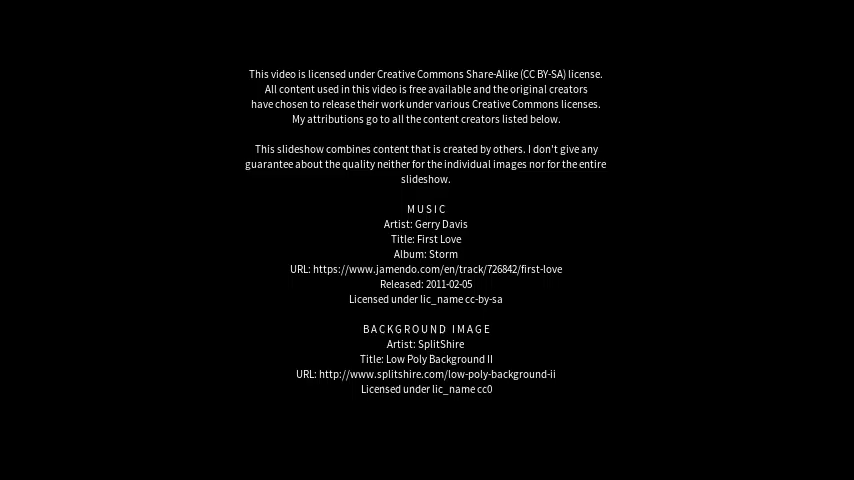 This video is licensed under Creative Commons Share-Alike (CC BY-SA) license.
All content used in this video is free available and the original creators
have chosen to release their work under various Creative Commons licenses.
My attributions go to all the content creators listed below.
This slideshow combines content that is created by others. I don't give any
guarantee about the quality neither for the individual images nor for the entire
slideshow.
MUSIC
Artist: Gerry Davis
Title: First Love
Album: Storm
URL: https://www.jamendo.com/en/track/726842/first-love
Released: 2011-02-05
Licensed under lic_name cc-by-sa
BACKGROUND IMAGE
Artist: SplitShire
Title: Low Poly Background II
URL: http://www.splitshire.com/low-poly-background-ii
Licensed under lic_name cc0